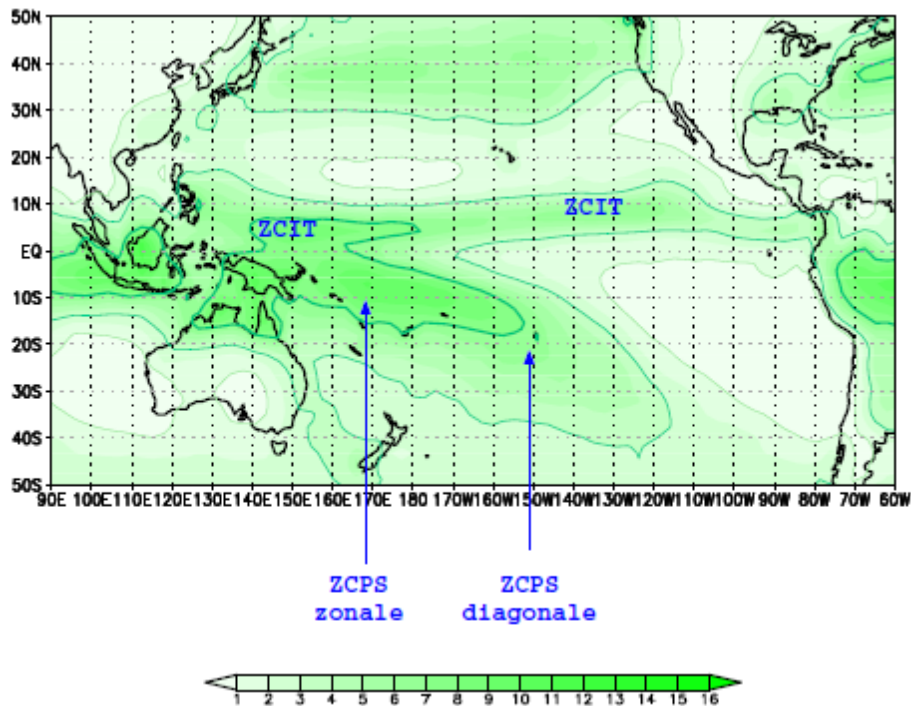 50N
40N
30N
20N
10N
EQ
10S
20S
30S
40S
50S
ZCIT
ZCIT
90E 100E 110E 120E 130E 140E 150E 160E 170E 180 170W 160W 150W 140W 130W 120W 110W 100W 90W 80W 70W 60W
ZCPS ZCPS
zonale diagonale
1 2 3 4 5 6 7 8 9 10 11 12 13 14 15 16